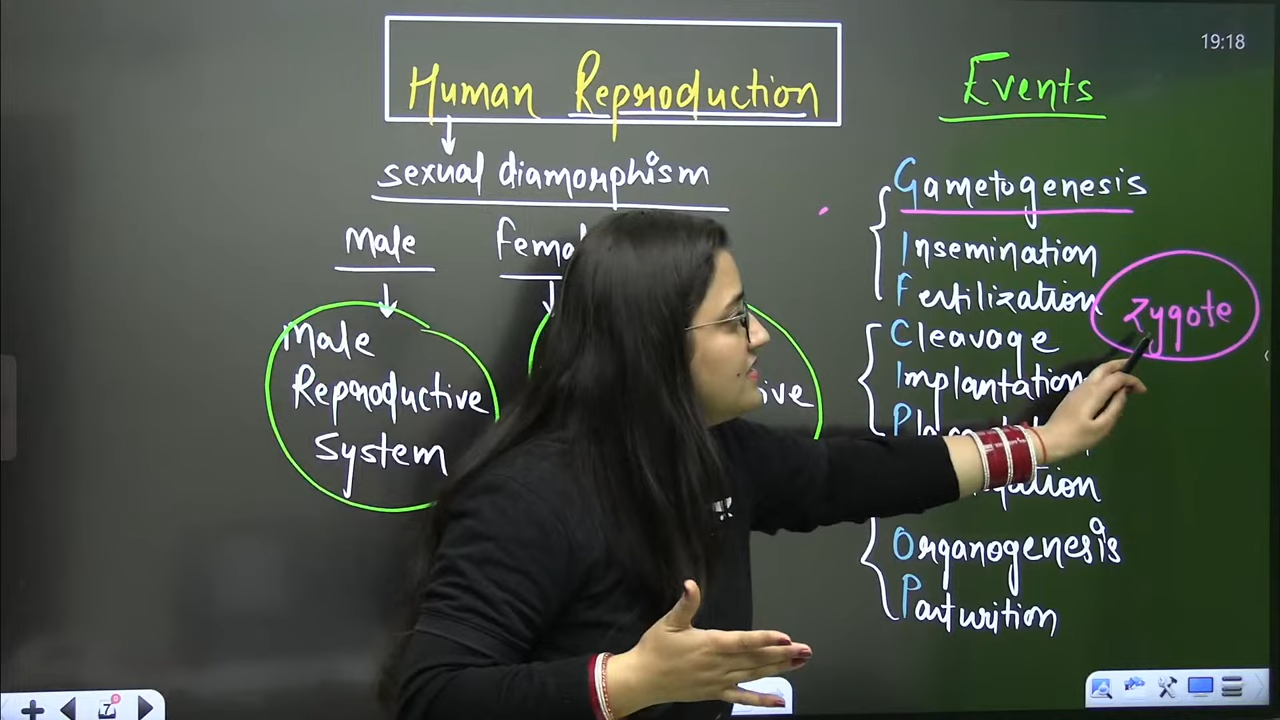 19:18
Human Reproduction
sexual diamorphism
Male
Male
Reproductive
System
Events
Gametogenesis
Insemination
Fertilization
Zygote
Cleavage
Implantation
Organogenesis
Parturition
7